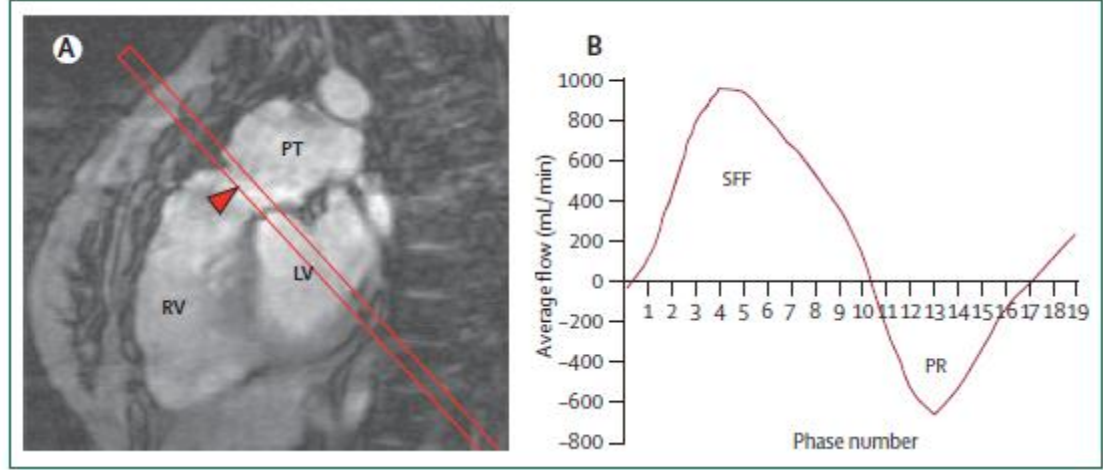 A
PT
LV
RV
B
Average flow (mL/min)
1000
800
600
400
200
0
–200
–400
–600
–800
SFF
PR
1 2 3 4 5 6 7 8 9 10 11 12 13 14 15 16 17 18 19
Phase number